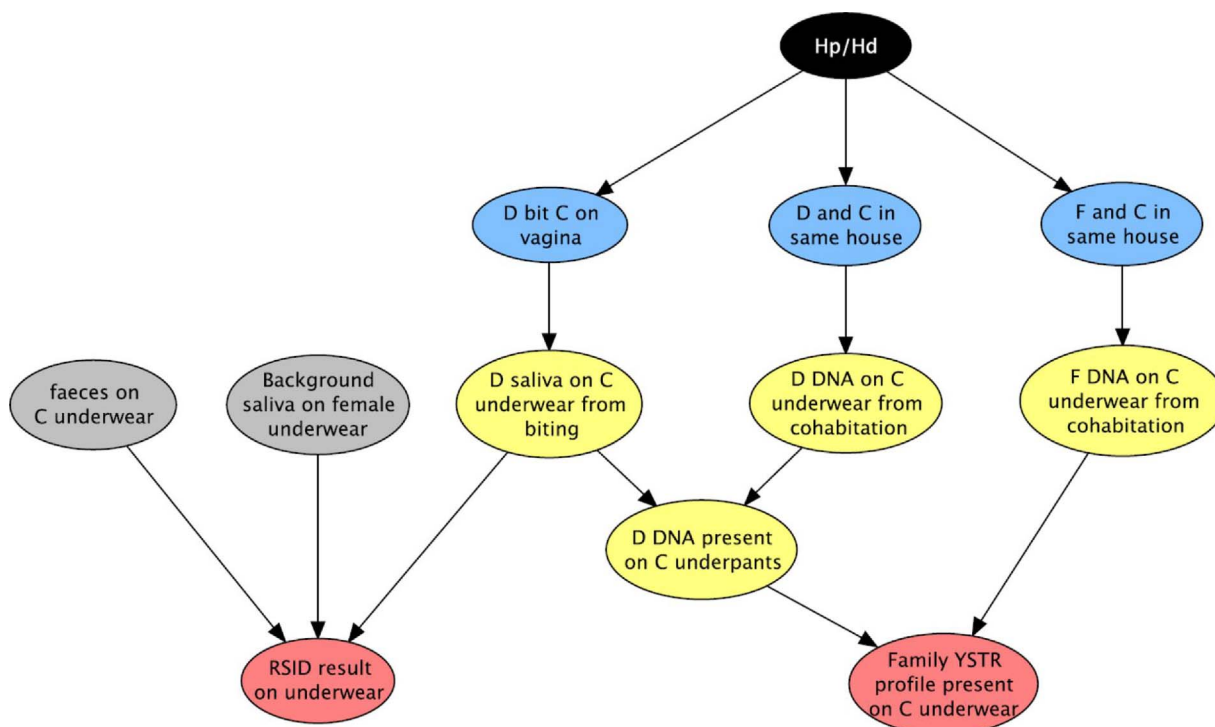 Hp/Hd
D bit C on
vagina
D and C in
same house
F and C in
same house
faeces on
C underwear
Background
saliva on female
underwear
D saliva on C
underwear from
biting
D DNA on C
underwear from
cohabitation
F DNA on C
underwear from
cohabitation
D DNA present
on C underpants
RSID result
on underwear
Family YSTR
profile present
on C underwear